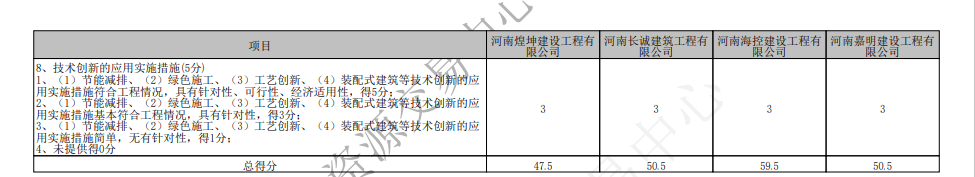 项目 河南煌坤建设工程有限公司 河南长诚建筑工程有限公司 河南海控建设工程有限公司 河南嘉明建设工程有限公司
8、技术创新的应用实施措施(5分)
1、（1）节能减排、（2）绿色施工、（3）工艺创新、（4）装配式建筑等技术创新的应
用实施措施符合工程情况，具有针对性、可行性、经济适用性，得5分；
2、（1）节能减排、（2）绿色施工、（3）工艺创新、（4）装配式建筑等技术创新的应
用实施措施基本符合工程情况，具有针对性，得3分；
3、（1）节能减排、（2）绿色施工、（3）工艺创新、（4）装配式建筑等技术创新的应
用实施措施简单，无有针对性，得1分；
4、未提供得0分
3 3 3 3
总得分 47.5 50.5 59.5 50.5
资源交易中心
易中心